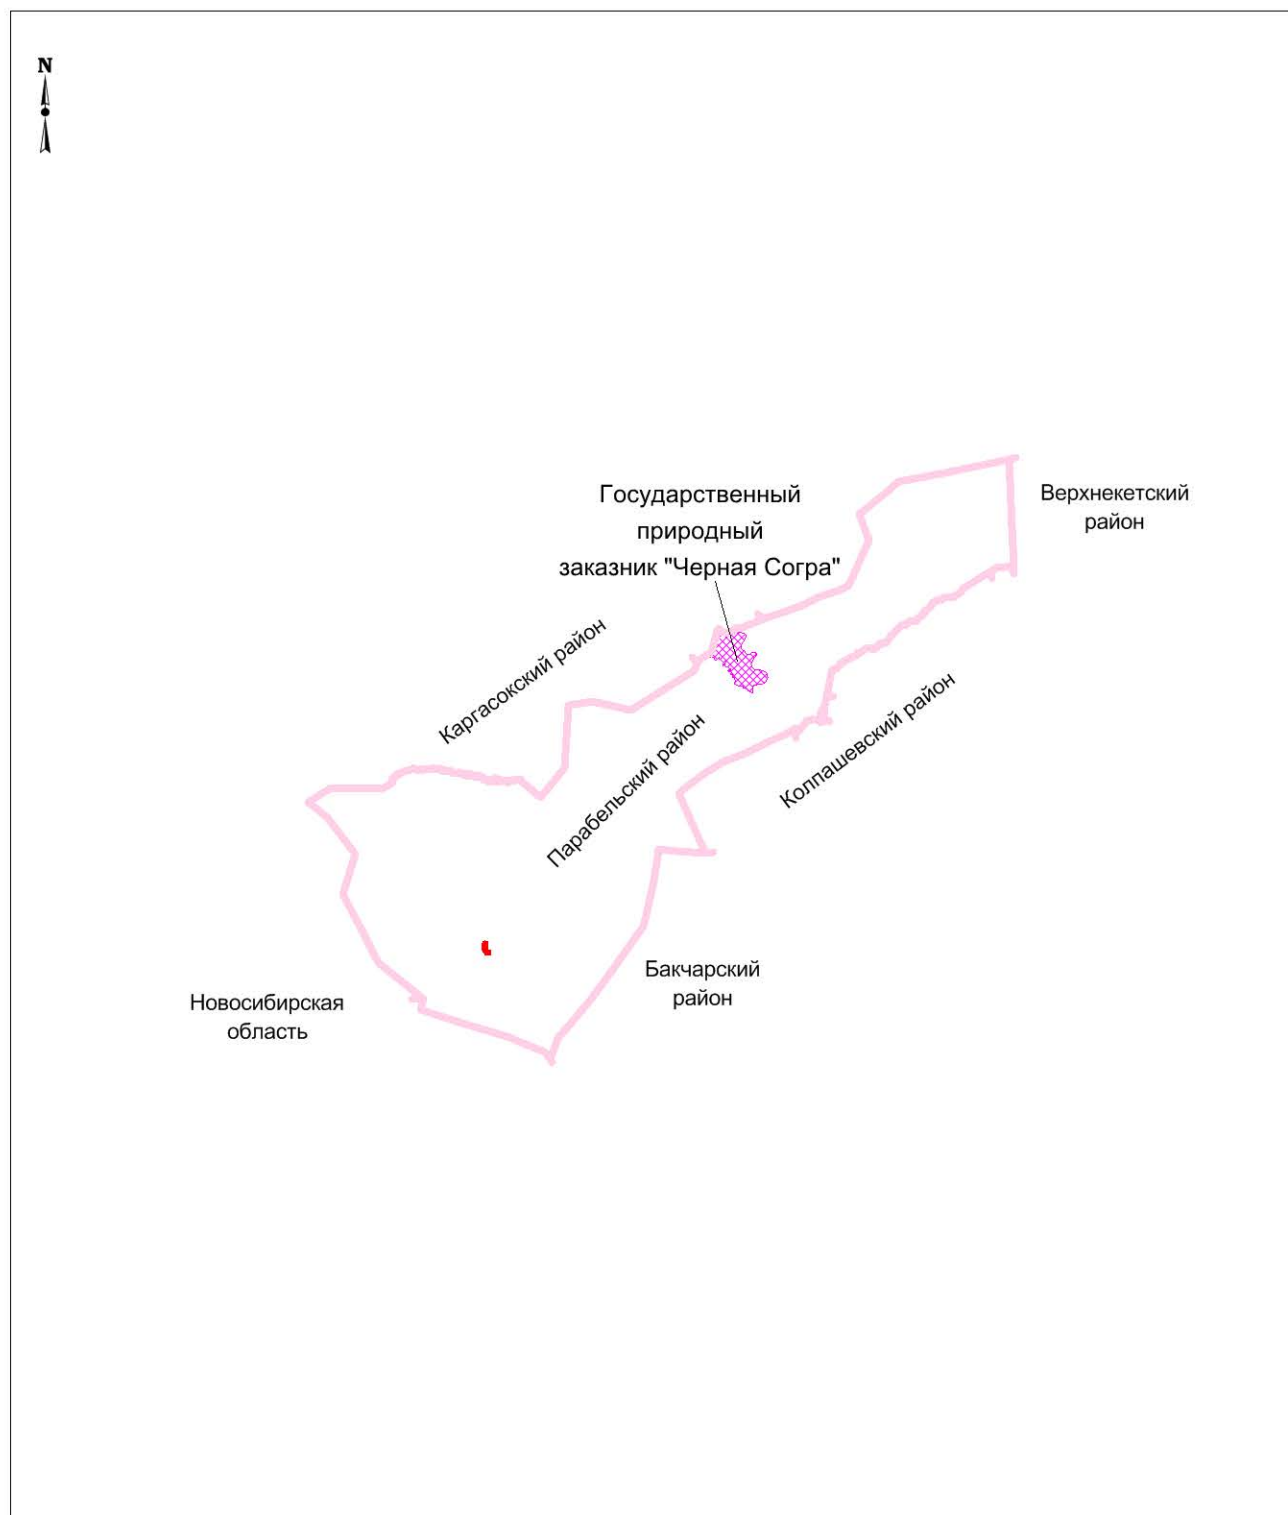 N
Государственный
природный
заказник "Черная Согра"
Верхнекетский
район
Каргасокский район
Парабельский район
Колпашевский район
Бакчарский
район
Новосибирская
область